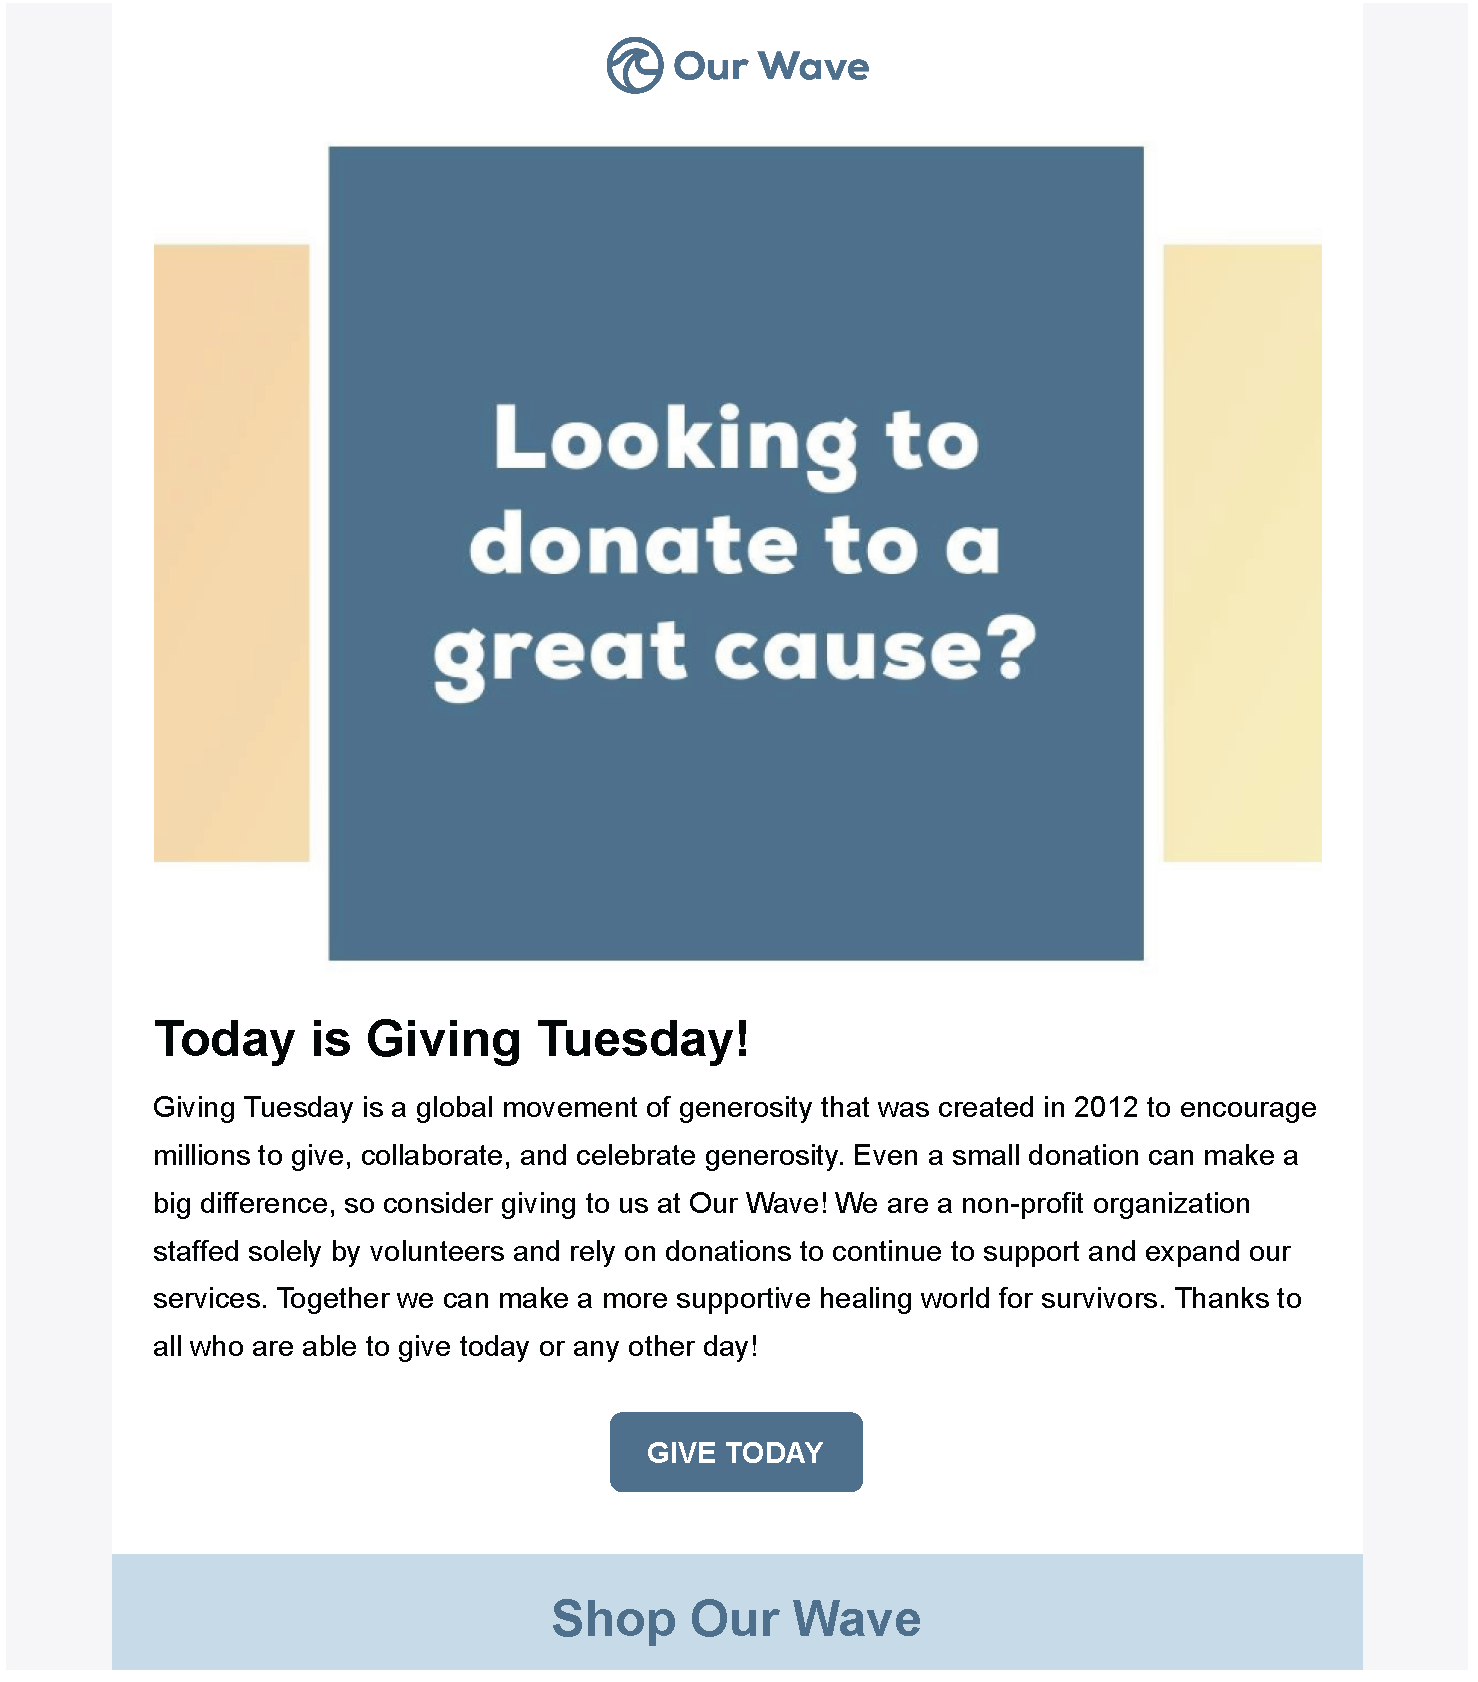 Our Wave
Looking to
donate to a
great cause?
Today is Giving Tuesday!
Giving Tuesday is a global movement of generosity that was created in 2012 to encourage
millions to give, collaborate, and celebrate generosity. Even a small donation can make a
big difference, so consider giving to us at Our Wave! We are a non-profit organization
staffed solely by volunteers and rely on donations to continue to support and expand our
services. Together we can make a more supportive healing world for survivors. Thanks to
all who are able to give today or any other day!
GIVE TODAY
Shop Our Wave